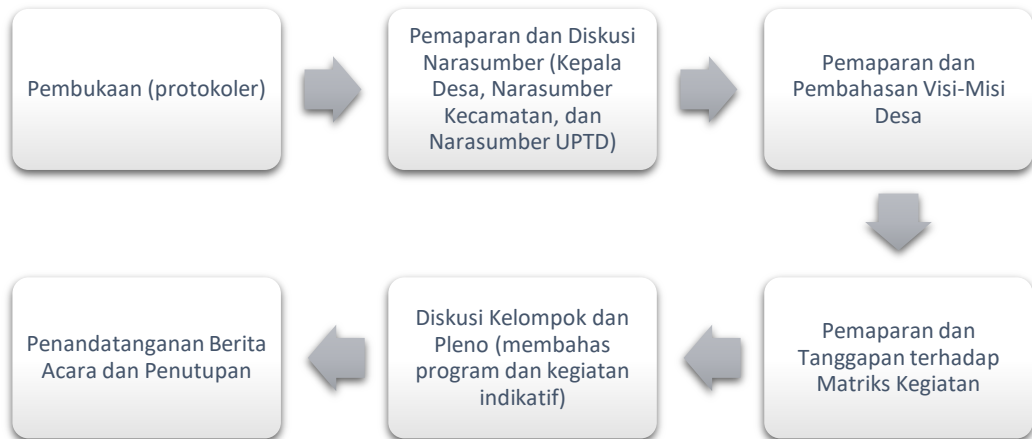 Pembukaan (protokoler)
Pemaparan dan Diskusi
Narasumber (Kepala
Desa, Narasumber
Kecamatan, dan
Narasumber UPTD)
Pemaparan dan
Pembahasan Visi-Misi
Desa
Pemaparan dan
Tanggapan terhadap
Matriks Kegiatan
Diskusi Kelompok dan
Pleno (membahas
program dan kegiatan
indikatif)
Penandatanganan Berita
Acara dan Penutupan